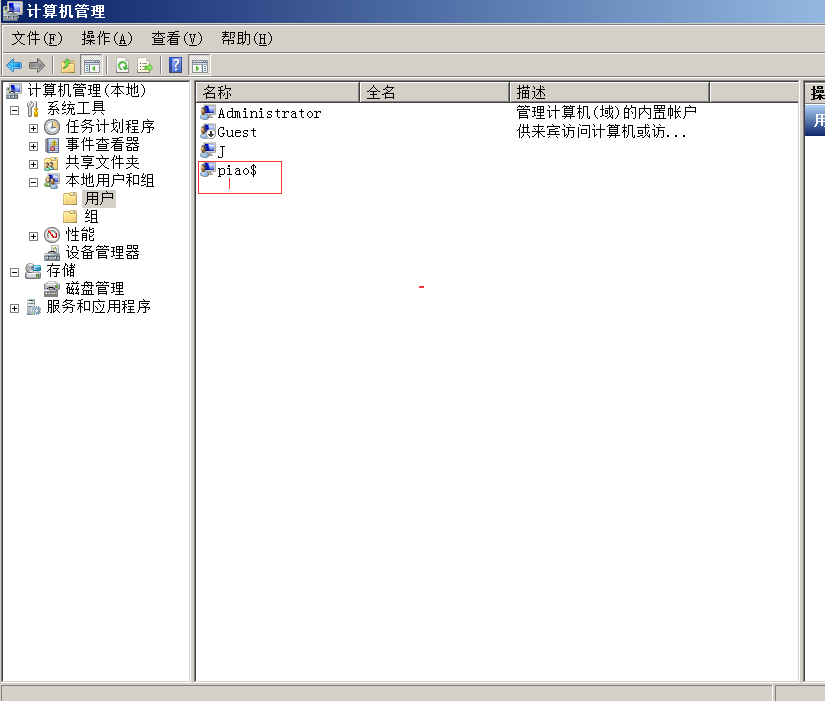 计算机管理
文件(F) 操作(A) 查看(V) 帮助(H)
计算机管理(本地)
系统工具
任务计划程序
事件查看器
共享文件夹
本地用户和组
用户
组
性能
设备管理器
存储
磁盘管理
服务和应用程序
名称 全名 描述
Administrator 管理计算机(域)的内置帐户
Guest 供来宾访问计算机或访...
J
piao$
操
用